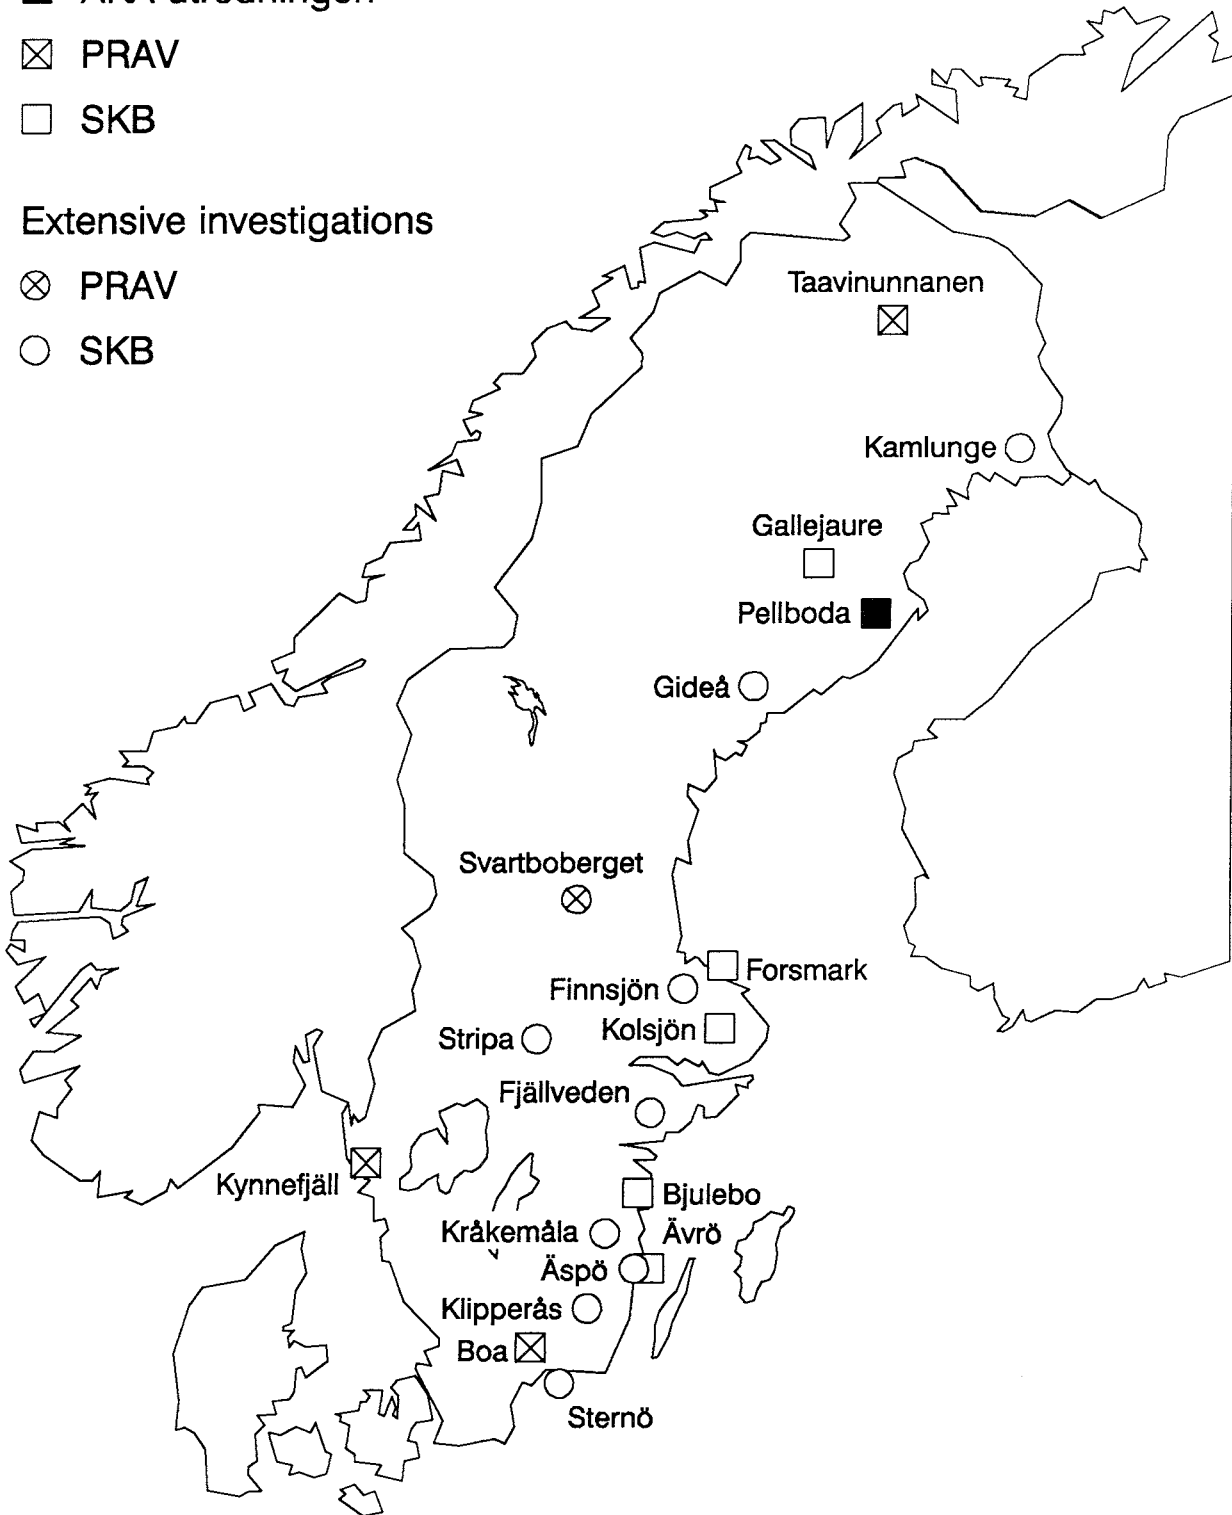 PRAV
SKB
Extensive investigations
PRAV
SKB
Taavinunnanen
Kamlunge
Gallejaure
Pellboda
Gideå
Svartboberget
Forsmark
Finnsjön
Kolsjön
Stripa
Fjällveden
Kynnefjäll
Bjulebo
Kråkemåla
Ävrö
Äspö
Klipperås
Boa
Sternö